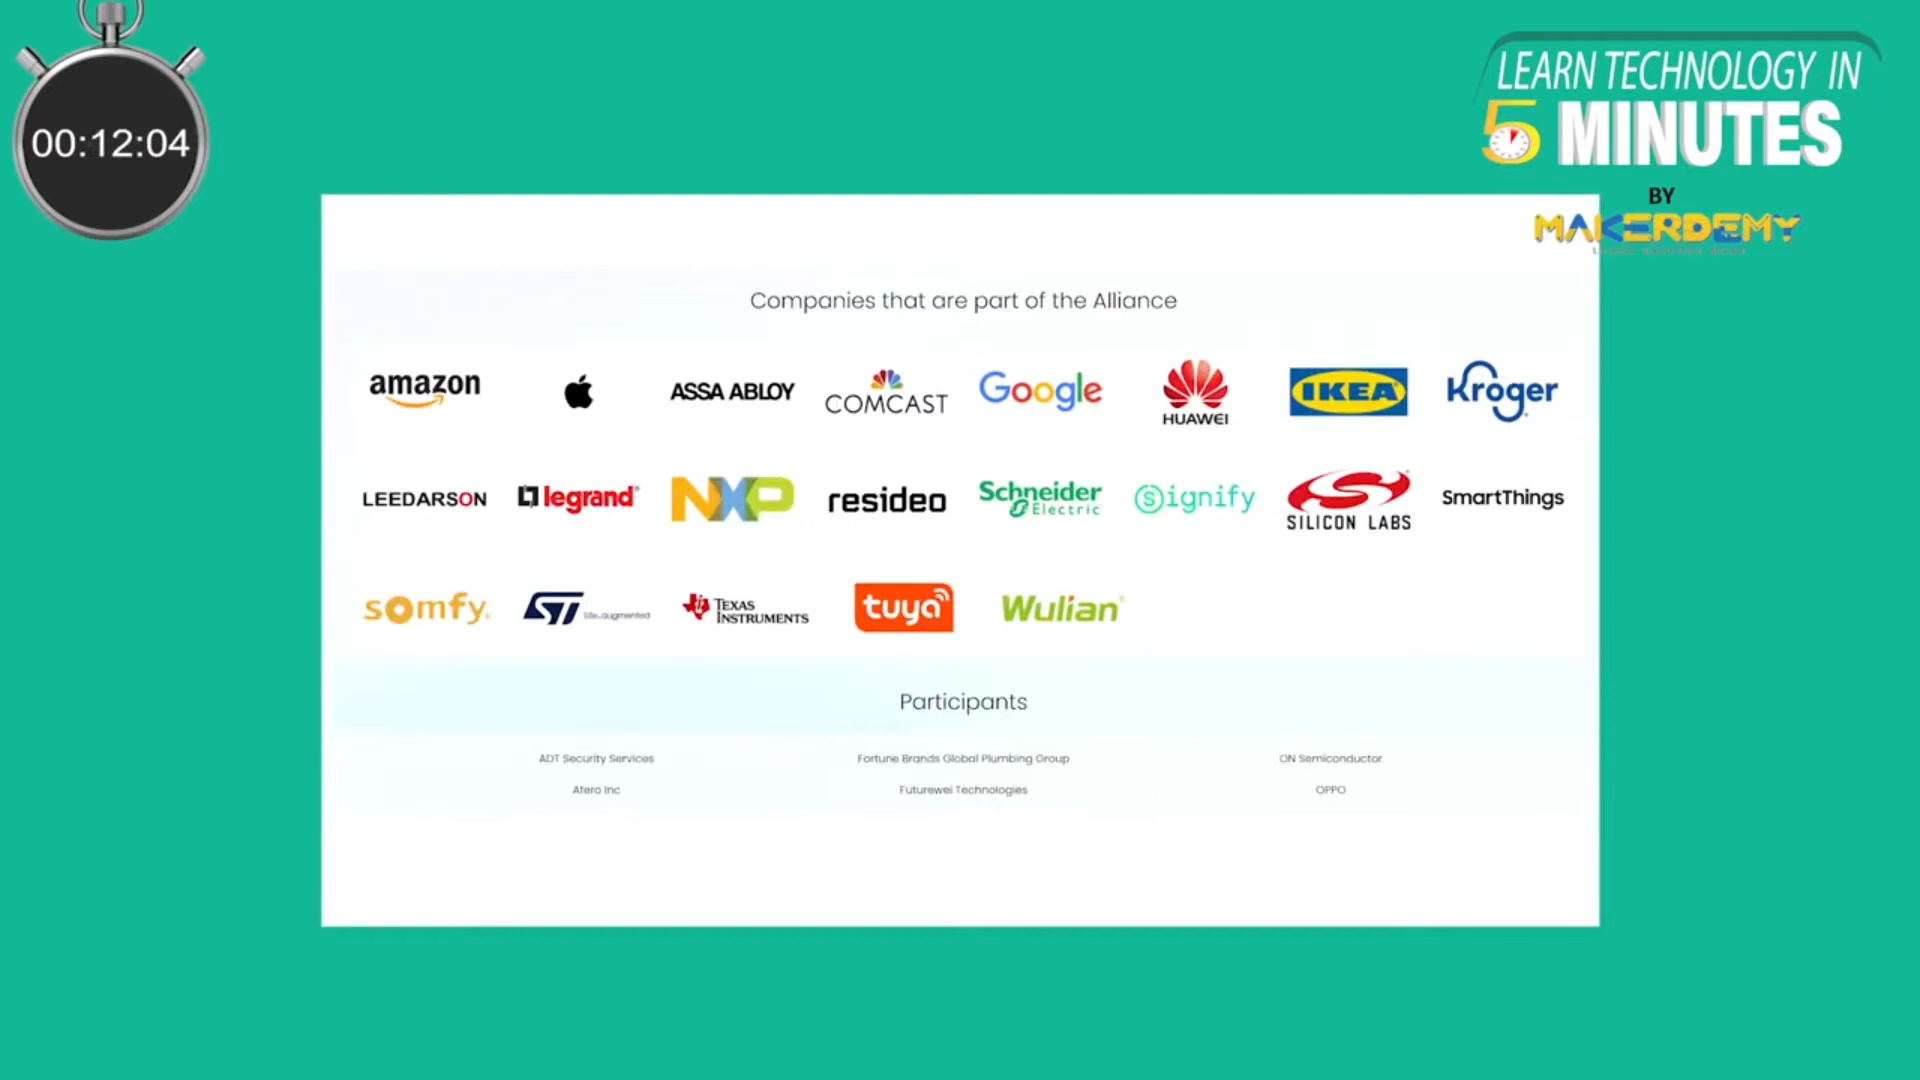 00:12:04
LEARN TECHNOLOGY IN
5 MINUTES
BY
MAKERDEMY
Companies that are part of the Alliance
amazon
ASSA ABLOY
COMCAST
Google
HUAWEI
IKEA
Kroger
LEEDARSON
legrand
NXP
resideo
Schneider
Electric
Signify
SILICON LABS
SmartThings
somfy
ST
augmented
TEXAS
INSTRUMENTS
tuya
Wulian
Participants
ADT Security Services
Fortune Brands Global Plumbing Group
ON Semiconductor
Afero Inc
Futurewei Technologies
OPPO